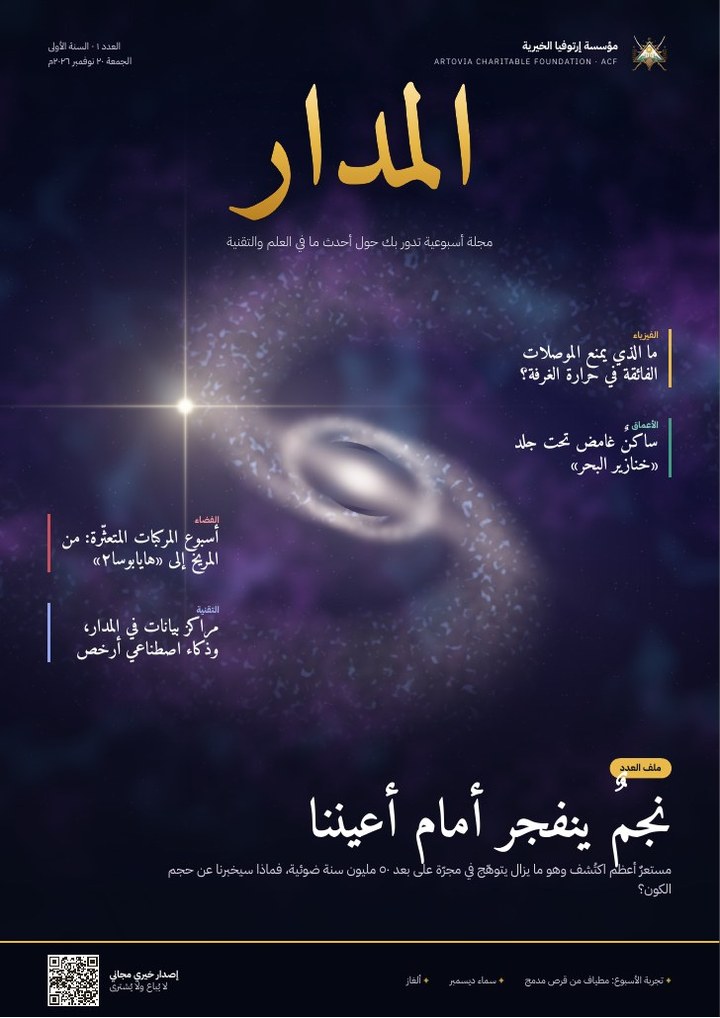 مؤسسة إرتوفيا الخيرية
ARTOVIA CHARITABLE FOUNDATION · ACF
العدد ١ · السنة الأولى
الجمعة ٢٠ نوفمبر ٢٠٢٦م
المدار
مجلة أسبوعية تدور بك حول أحدث ما في العلم والتقنية
الفيزياء
ما الذي يمنع الموصلات
الفائقة في حرارة الغرفة؟
الأعماق
ساكنٌ غامض تحت جلد
«خنازير البحر»
الفضاء
أسبوع المركبات المتعثّرة: من
المريخ إلى «هايابوسا٢»
التقنية
مراكز بيانات في المدار،
وذكاء اصطناعي أرخص
ملف العدد
نجمٌ ينفجر أمام أعيننا
مستعرٌ أعظم اكتُشف وهو ما يزال يتوهّج في مجرّة على بعد ٥٠ مليون سنة ضوئية، فماذا سيخبرنا عن حجم
الكون؟
✦ تجربة الأسبوع: مطياف من قرص مدمج ✦ سماء ديسمبر ✦ ألغاز
إصدار خيري مجاني
لا يُباع ولا يُشترى